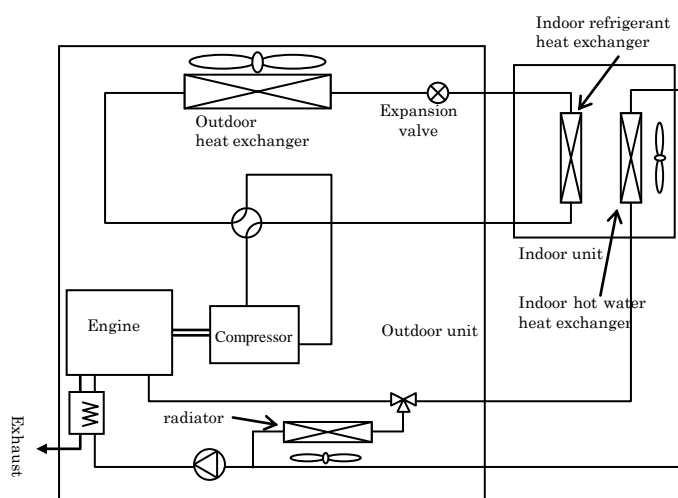 Indoor refrigerant
heat exchanger
Outdoor
heat exchanger
Expansion
valve
Indoor unit
Indoor hot water
heat exchanger
Engine
Compressor
Outdoor unit
radiator
Exhaust